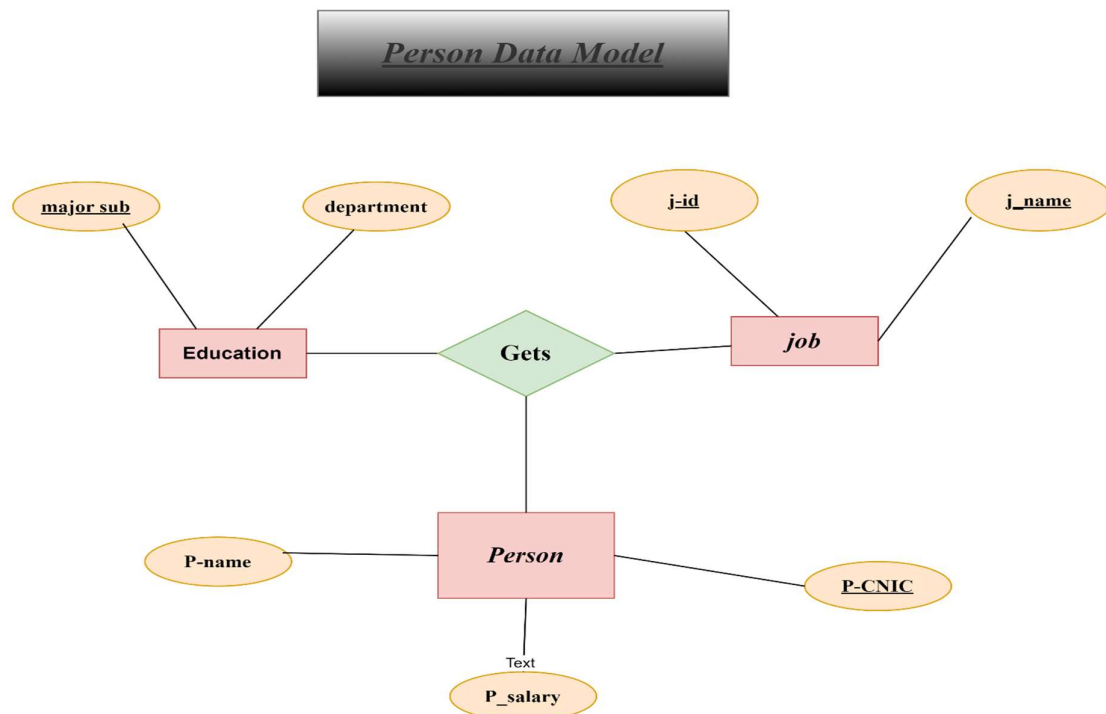 Person Data Model
major sub
department
j-id
j_name
Education
Gets
job
P-name
Person
P-CNIC
Text
P_salary